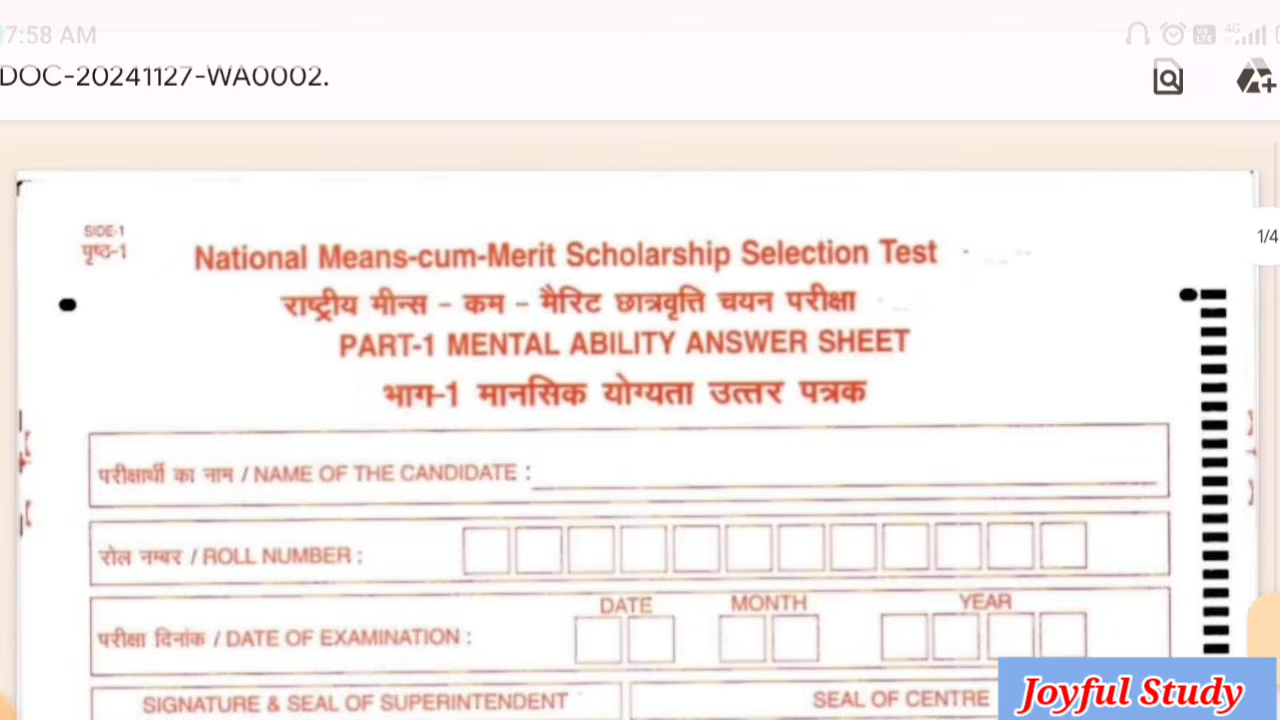 7:58 AM
4G
DOC-20241127-WA0002.
1/4
SIDE-1
पृष्ठ-1
National Means-cum-Merit Scholarship Selection Test
राष्ट्रीय मीन्स - कम - मैरिट छात्रवृत्ति चयन परीक्षा
PART-1 MENTAL ABILITY ANSWER SHEET
भाग-1 मानसिक योग्यता उत्तर पत्रक
परीक्षार्थी का नाम / NAME OF THE CANDIDATE :
रोल नम्बर / ROLL NUMBER :
DATE MONTH YEAR
परीक्षा दिनांक / DATE OF EXAMINATION :
SIGNATURE & SEAL OF SUPERINTENDENT SEAL OF CENTRE
Joyful Study